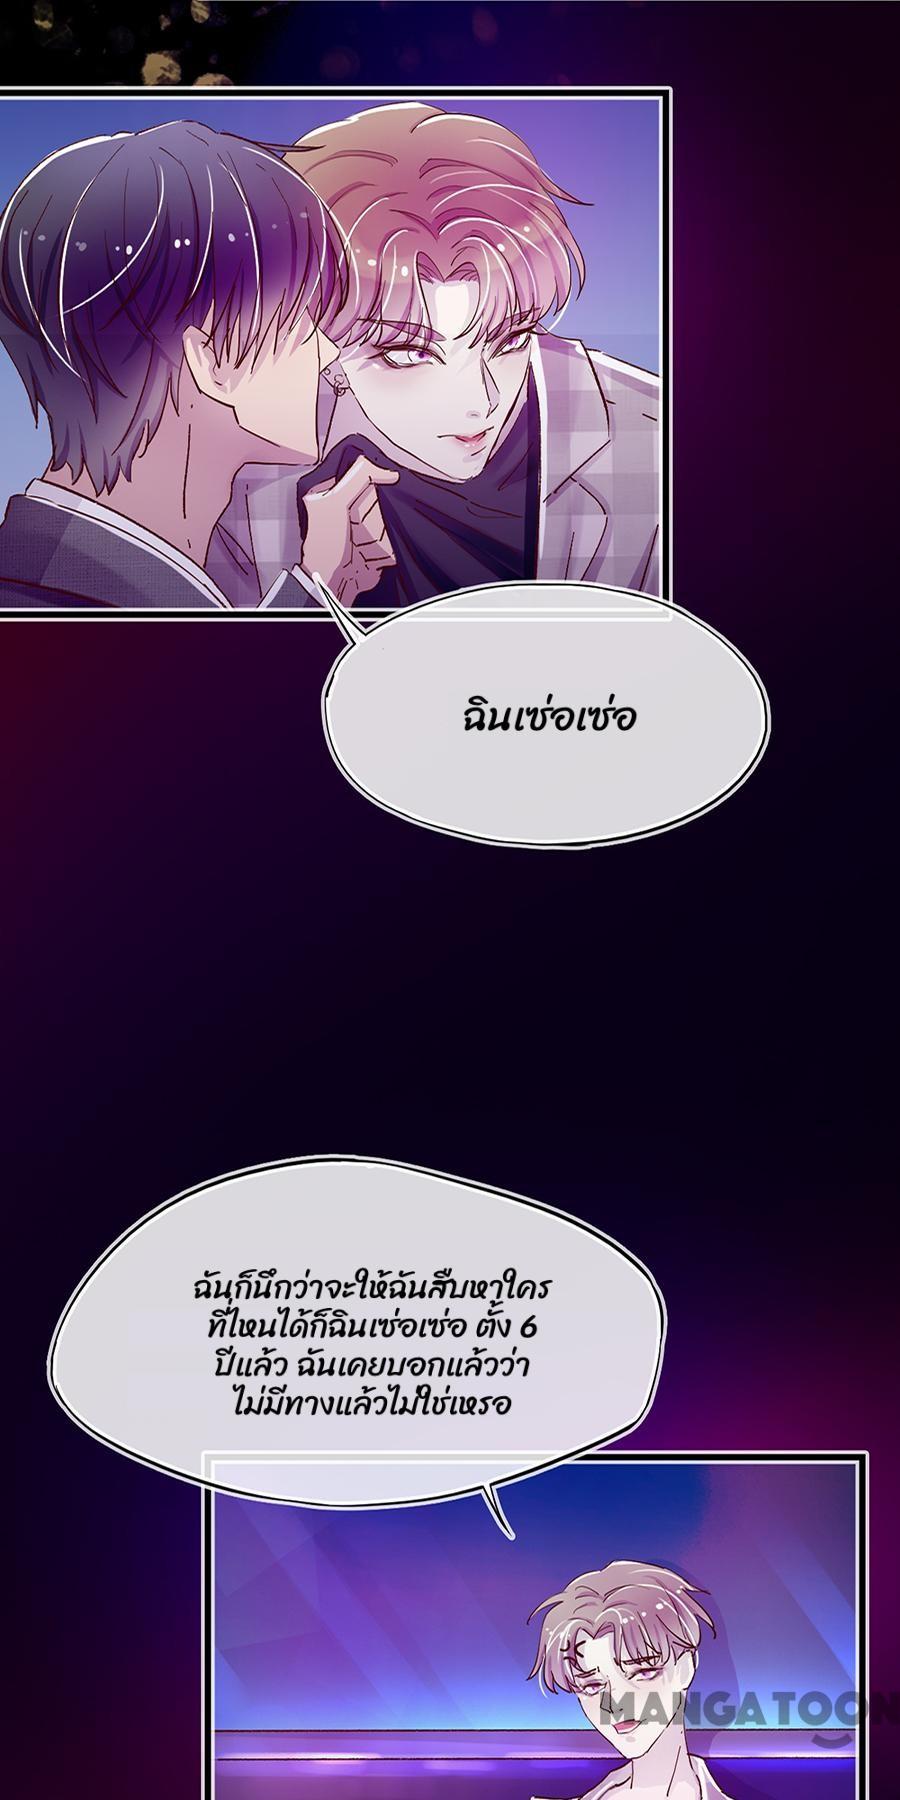 ฉินเซ่อเซ่อ
ฉันก็นึกว่าจะให้ฉันสืบหาใคร
ที่ไหนได้ก็ฉินเซ่อเซ่อ ตั้ง 6
ปีแล้ว ฉันเคยบอกแล้วว่า
ไม่มีทางแล้วไม่ใช่เหรอ
MANGATOON